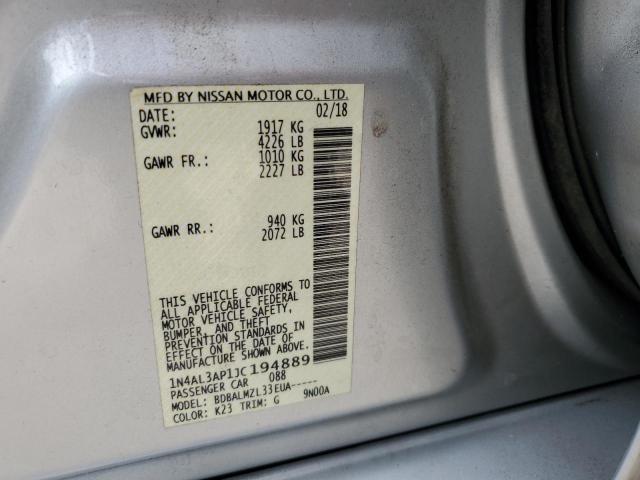 MFD BY NISSAN MOTOR CO., LTD.
DATE: 02/18
GVWR: 1917 KG
4226 LB
GAWR FR.: 1010 KG
2227 LB
GAWR RR.: 940 KG
2072 LB
THIS VEHICLE CONFORMS TO
ALL APPLICABLE FEDERAL
MOTOR VEHICLE SAFETY,
BUMPER, AND THEFT
PREVENTION STANDARDS IN
EFFECT ON THE DATE OF
MANUFACTURE SHOWN ABOVE.
1N4AL3AP1JC194889
PASSENGER CAR 088
MODEL: BDBALMZL33EUA-----
COLOR: K23 TRIM: G 9N00A